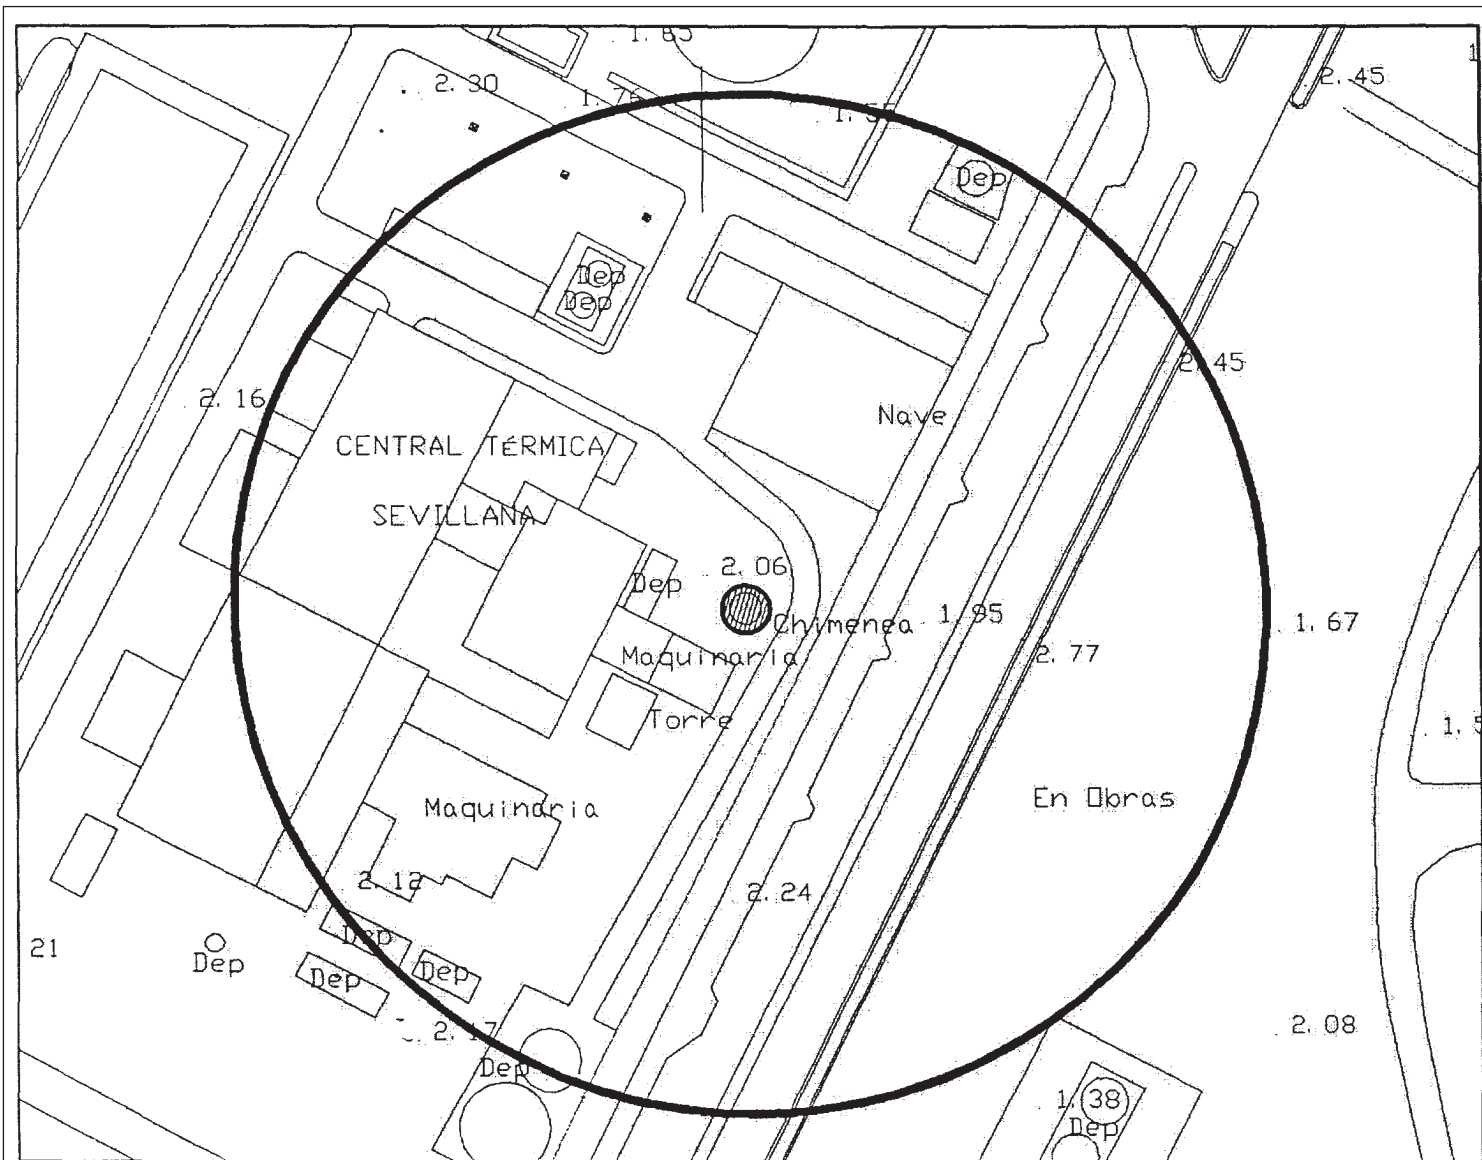 1. 85
2. 30
2. 45
1. 76
Dep
Dep
Dep
2. 45
2. 16
Nave
CENTRAL TÉRMICA
SEVILLANA
2. 06
Dep
Chimenea
1. 95
1. 67
Maquinaria
2. 77
Torre
En Obras
Maquinaria
2. 12
2. 24
Dep
21
Dep
Dep
Dep
2. 17
2. 08
Dep
1. 38
Dep